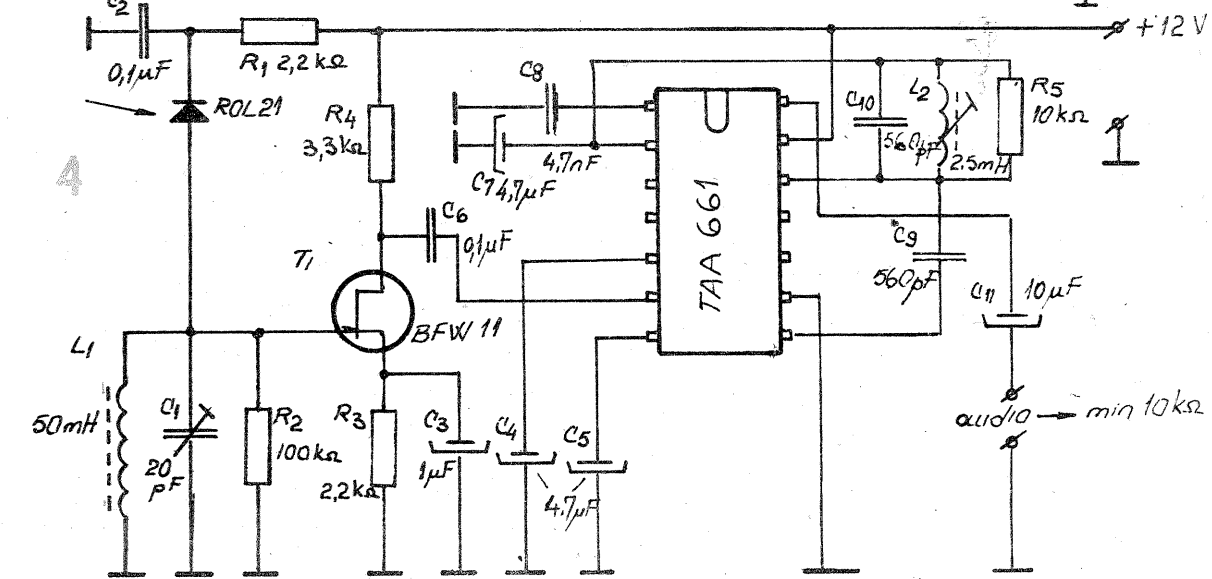 C2
0,1µF
R1 2,2kΩ
+12V
ROL21
R4
3,3kΩ
C8
4,7nF
C7 4,7µF
C10
560pF
L2
2.5mH
R5
10kΩ
4
TAA 661
C6
0,1µF
T1
BFW 11
C9
560pF
C11
10µF
L1
50mH
C1
20
pF
R2
100kΩ
R3
2,2kΩ
C3
1µF
C4
C5
4.7µF
audio → min 10kΩ